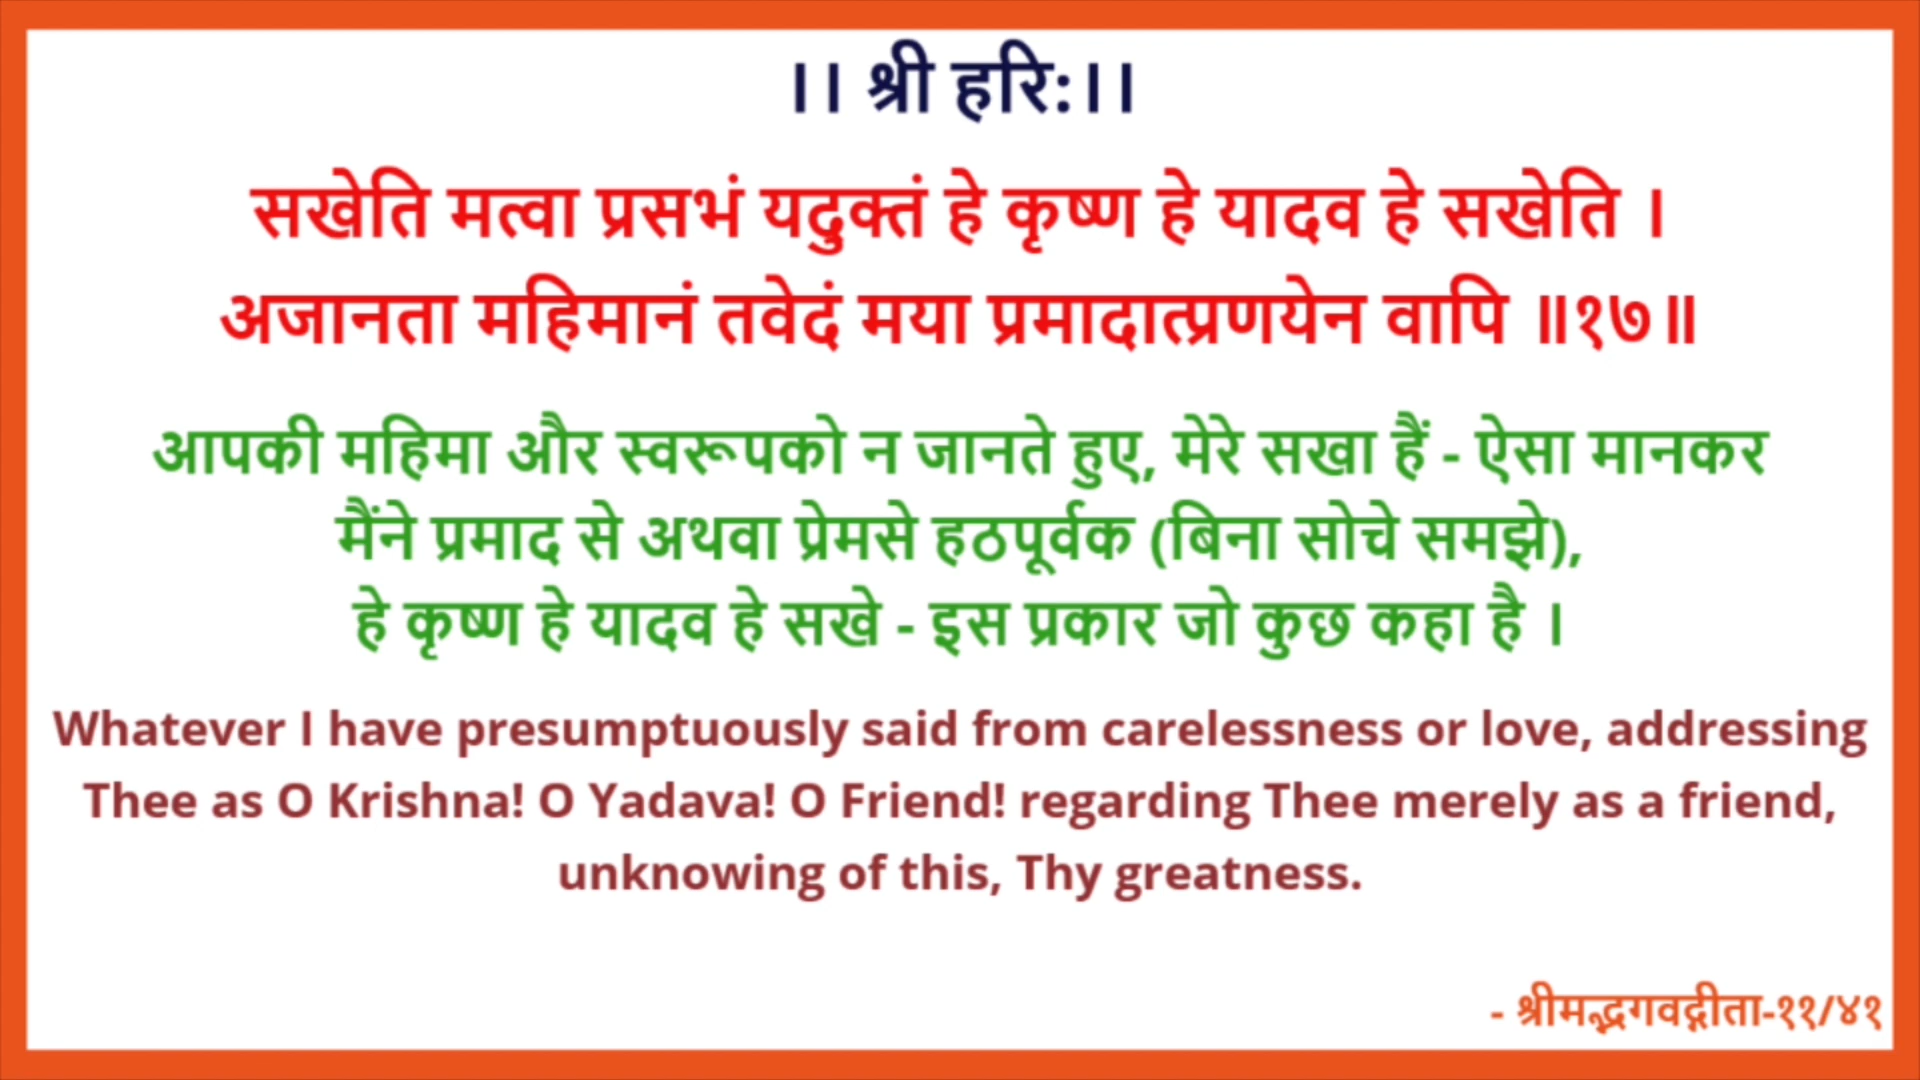 ।। श्री हरि:।।
सखेति मत्वा प्रसभं यदुक्तं हे कृष्ण हे यादव हे सखेति ।
अजानता महिमानं तवेदं मया प्रमादात्प्रणयेन वापि ॥१७॥
आपकी महिमा और स्वरूपको न जानते हुए, मेरे सखा हैं - ऐसा मानकर
मैंने प्रमाद से अथवा प्रेमसे हठपूर्वक (बिना सोचे समझे),
हे कृष्ण हे यादव हे सखे - इस प्रकार जो कुछ कहा है ।
Whatever I have presumptuously said from carelessness or love, addressing
Thee as O Krishna! O Yadava! O Friend! regarding Thee merely as a friend,
unknowing of this, Thy greatness.
- श्रीमद्भगवद्गीता-११/४१